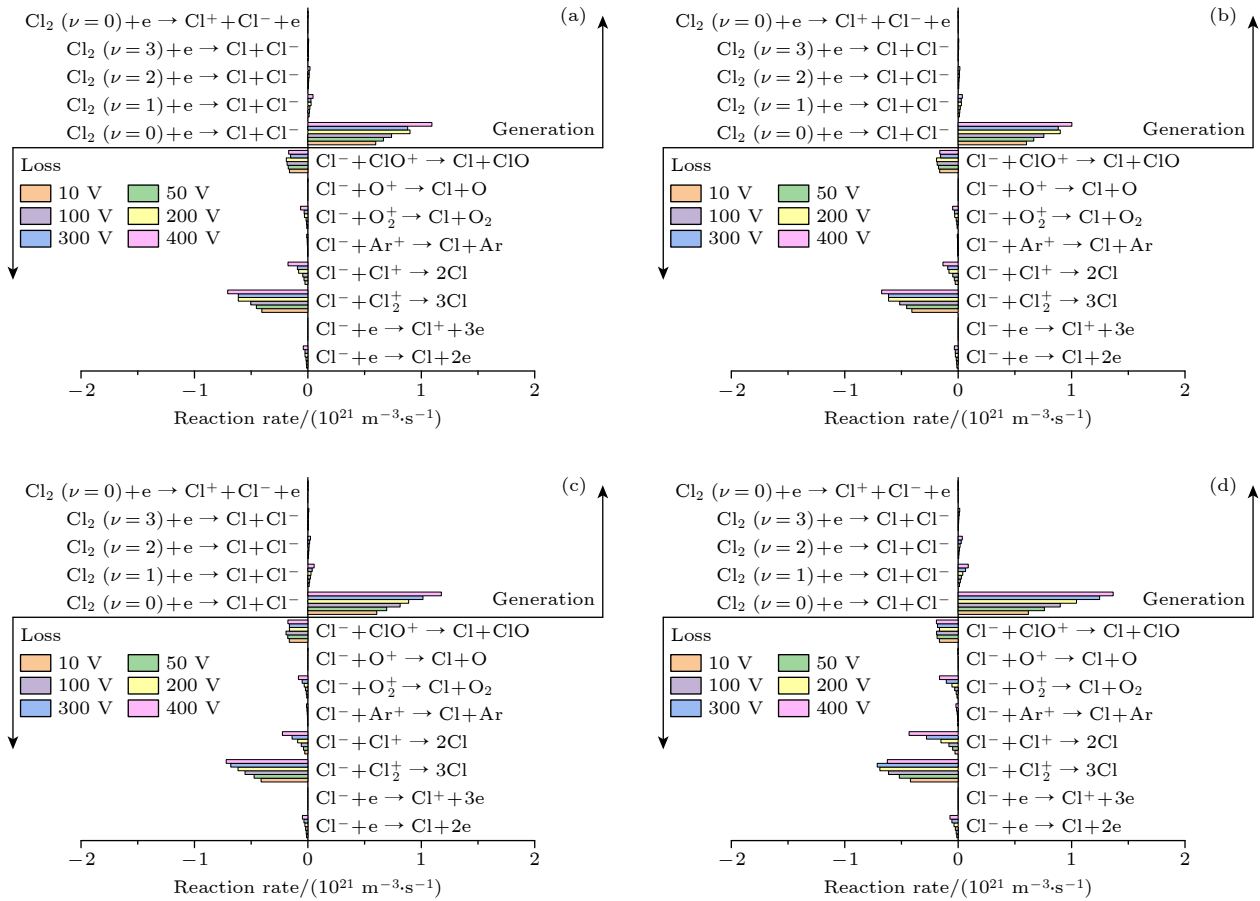 (a)
Cl₂ (ν = 0) + e → Cl⁺ + Cl⁻ + e
Cl₂ (ν = 3) + e → Cl + Cl⁻
Cl₂ (ν = 2) + e → Cl + Cl⁻
Cl₂ (ν = 1) + e → Cl + Cl⁻
Cl₂ (ν = 0) + e → Cl + Cl⁻
Generation
Loss
10 V 50 V
100 V 200 V
300 V 400 V
Cl⁻ + ClO⁺ → Cl + ClO
Cl⁻ + O⁺ → Cl + O
Cl⁻ + O₂⁺ → Cl + O₂
Cl⁻ + Ar⁺ → Cl + Ar
Cl⁻ + Cl⁺ → 2Cl
Cl⁻ + Cl₂⁺ → 3Cl
Cl⁻ + e → Cl⁺ + 3e
Cl⁻ + e → Cl + 2e
−2 −1 0 1 2
Reaction rate/(10²¹ m⁻³·s⁻¹)
(b)
Cl₂ (ν = 0) + e → Cl⁺ + Cl⁻ + e
Cl₂ (ν = 3) + e → Cl + Cl⁻
Cl₂ (ν = 2) + e → Cl + Cl⁻
Cl₂ (ν = 1) + e → Cl + Cl⁻
Cl₂ (ν = 0) + e → Cl + Cl⁻
Generation
Loss
10 V 50 V
100 V 200 V
300 V 400 V
Cl⁻ + ClO⁺ → Cl + ClO
Cl⁻ + O⁺ → Cl + O
Cl⁻ + O₂⁺ → Cl + O₂
Cl⁻ + Ar⁺ → Cl + Ar
Cl⁻ + Cl⁺ → 2Cl
Cl⁻ + Cl₂⁺ → 3Cl
Cl⁻ + e → Cl⁺ + 3e
Cl⁻ + e → Cl + 2e
−2 −1 0 1 2
Reaction rate/(10²¹ m⁻³·s⁻¹)
(c)
Cl₂ (ν = 0) + e → Cl⁺ + Cl⁻ + e
Cl₂ (ν = 3) + e → Cl + Cl⁻
Cl₂ (ν = 2) + e → Cl + Cl⁻
Cl₂ (ν = 1) + e → Cl + Cl⁻
Cl₂ (ν = 0) + e → Cl + Cl⁻
Generation
Loss
10 V 50 V
100 V 200 V
300 V 400 V
Cl⁻ + ClO⁺ → Cl + ClO
Cl⁻ + O⁺ → Cl + O
Cl⁻ + O₂⁺ → Cl + O₂
Cl⁻ + Ar⁺ → Cl + Ar
Cl⁻ + Cl⁺ → 2Cl
Cl⁻ + Cl₂⁺ → 3Cl
Cl⁻ + e → Cl⁺ + 3e
Cl⁻ + e → Cl + 2e
−2 −1 0 1 2
Reaction rate/(10²¹ m⁻³·s⁻¹)
(d)
Cl₂ (ν = 0) + e → Cl⁺ + Cl⁻ + e
Cl₂ (ν = 3) + e → Cl + Cl⁻
Cl₂ (ν = 2) + e → Cl + Cl⁻
Cl₂ (ν = 1) + e → Cl + Cl⁻
Cl₂ (ν = 0) + e → Cl + Cl⁻
Generation
Loss
10 V 50 V
100 V 200 V
300 V 400 V
Cl⁻ + ClO⁺ → Cl + ClO
Cl⁻ + O⁺ → Cl + O
Cl⁻ + O₂⁺ → Cl + O₂
Cl⁻ + Ar⁺ → Cl + Ar
Cl⁻ + Cl⁺ → 2Cl
Cl⁻ + Cl₂⁺ → 3Cl
Cl⁻ + e → Cl⁺ + 3e
Cl⁻ + e → Cl + 2e
−2 −1 0 1 2
Reaction rate/(10²¹ m⁻³·s⁻¹)